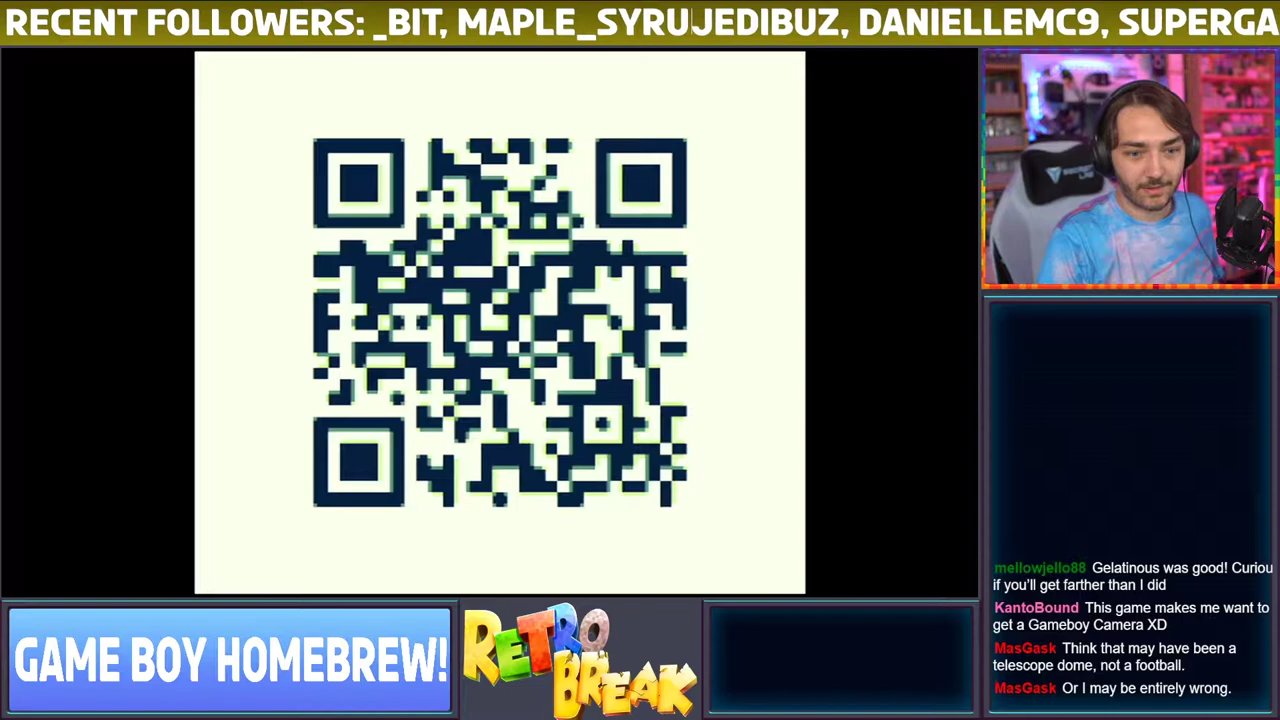 RECENT FOLLOWERS: _BIT, MAPLE_SYRUJEDIBUZ, DANIELLEMC9, SUPERGA
mellowjello88 Gelatinous was good! Curiou
if you'll get farther than I did
KantoBound This game makes me want to
get a Gameboy Camera XD
MasGask Think that may have been a
telescope dome, not a football.
MasGask Or I may be entirely wrong.
GAME BOY HOMEBREW!
RETRO
BREAK